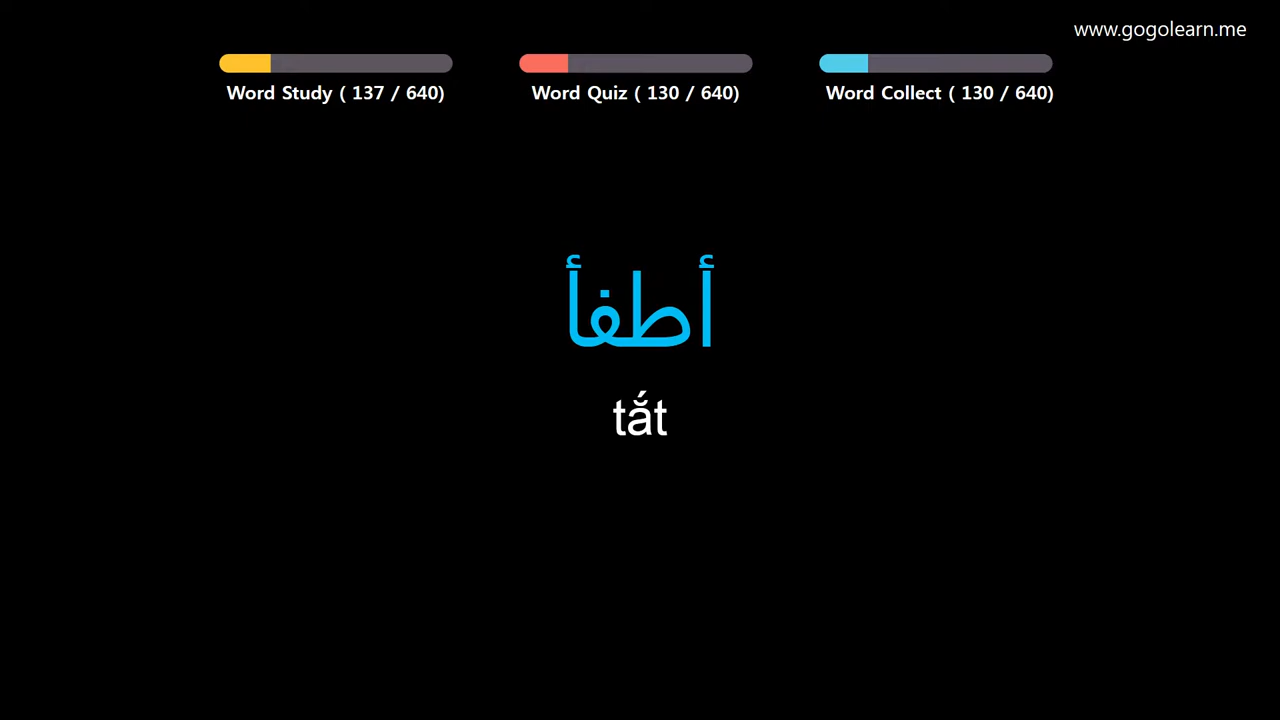 www.gogolearn.me
Word Study ( 137 / 640)
Word Quiz ( 130 / 640)
Word Collect ( 130 / 640)
أطفأ
tắt